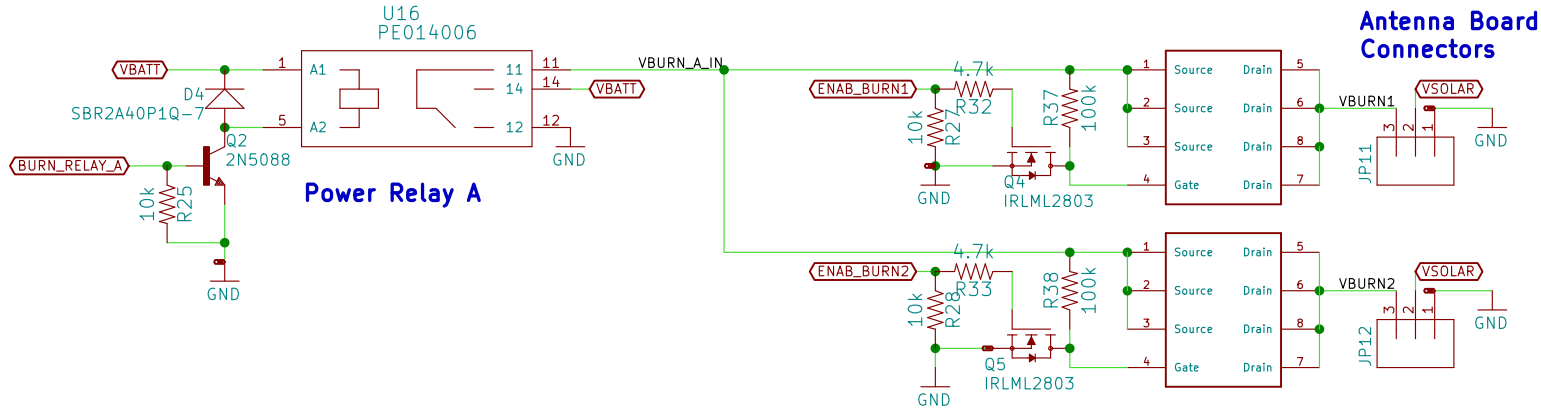 U16
PE014006
VBATT
1
A1
11
11
14
14
VBATT
5
A2
12
12
GND
D4
SBR2A40P1Q-7
Q2
2N5088
BURN_RELAY_A
10k
R25
GND
Power Relay A
VBURN_A_IN
Antenna Board
Connectors
ENAB_BURN1
4.7k
R32
10k
R27
GND
Q4
IRLML2803
R37
100k
1
Source
2
Source
3
Source
4
Gate
Drain
5
Drain
6
Drain
8
Drain
7
VBURN1
VSOLAR
3
2
1
JP11
GND
ENAB_BURN2
4.7k
R33
10k
R28
GND
Q5
IRLML2803
R38
100k
1
Source
2
Source
3
Source
4
Gate
Drain
5
Drain
6
Drain
8
Drain
7
VBURN2
VSOLAR
3
2
1
JP12
GND